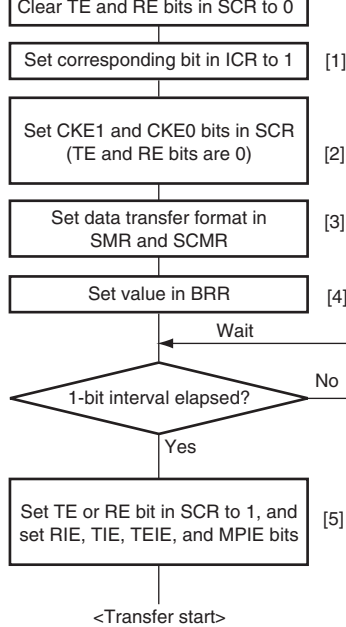 Clear TE and RE bits in SCR to 0
Set corresponding bit in ICR to 1
[1]
Set CKE1 and CKE0 bits in SCR
(TE and RE bits are 0)
[2]
Set data transfer format in
SMR and SCMR
[3]
Set value in BRR
[4]
Wait
1-bit interval elapsed?
No
Yes
Set TE or RE bit in SCR to 1, and
set RIE, TIE, TEIE, and MPIE bits
[5]
<Transfer start>